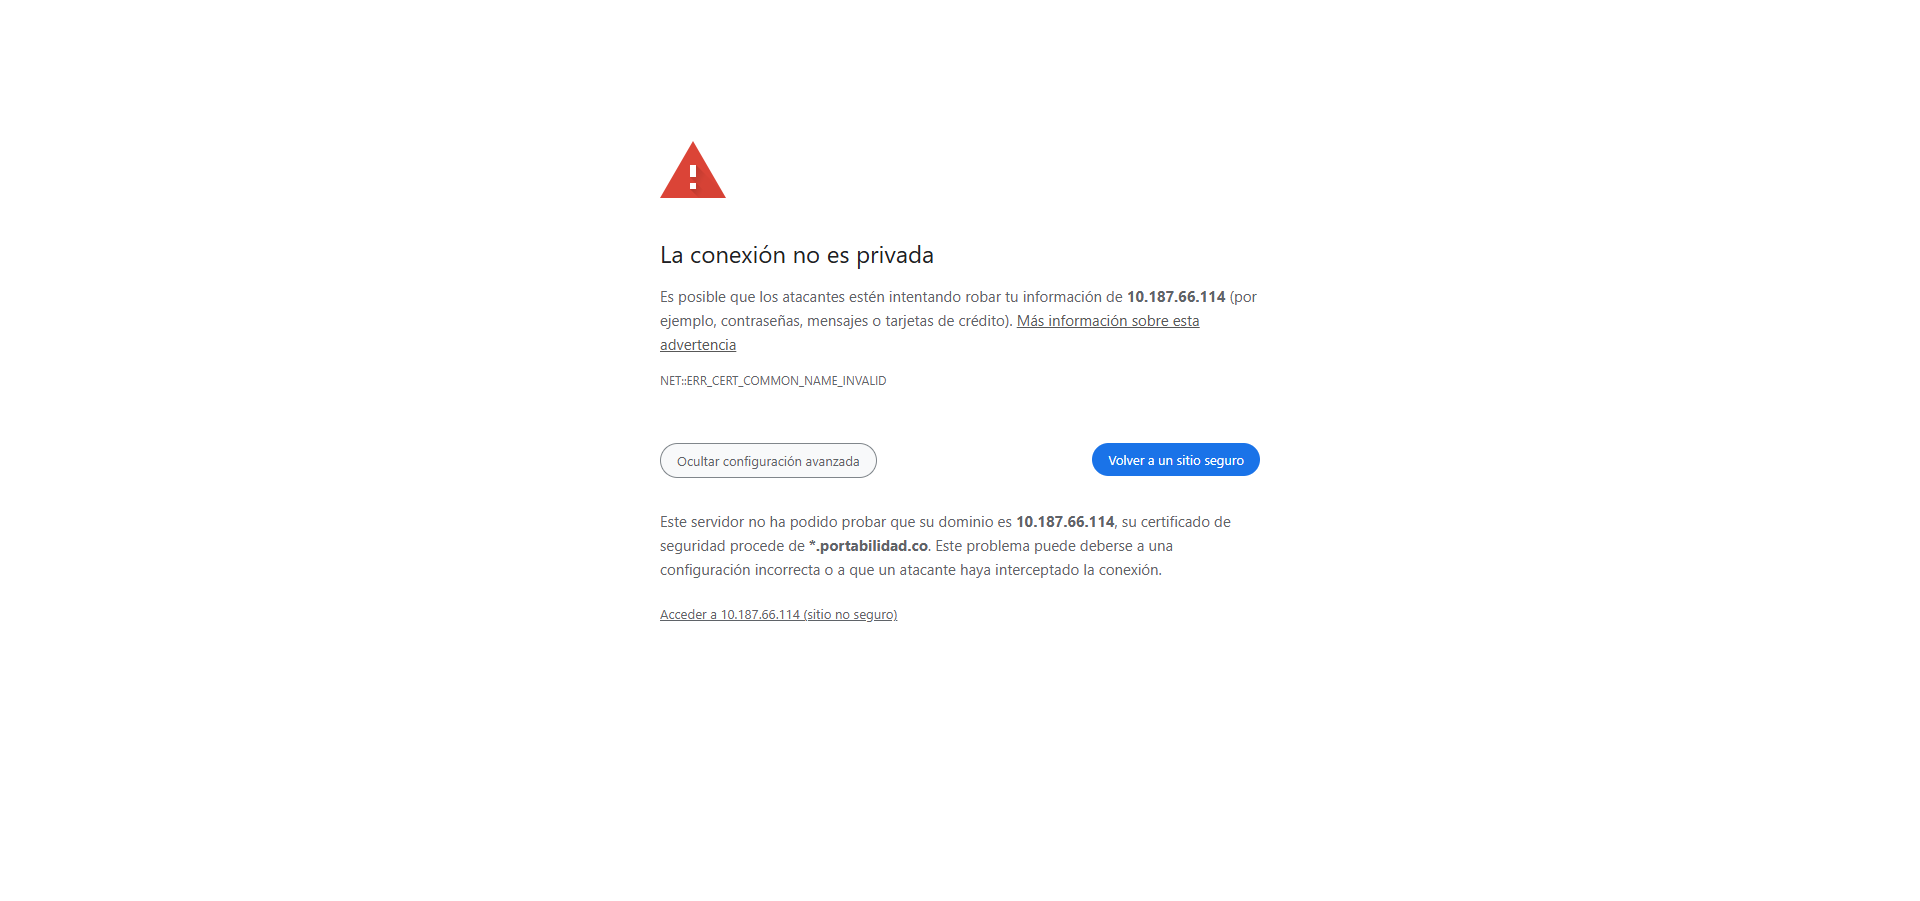 La conexión no es privada
Es posible que los atacantes estén intentando robar tu información de 10.187.66.114 (por
ejemplo, contraseñas, mensajes o tarjetas de crédito). Más información sobre esta
advertencia
NET::ERR_CERT_COMMON_NAME_INVALID
Ocultar configuración avanzada
Volver a un sitio seguro
Este servidor no ha podido probar que su dominio es 10.187.66.114, su certificado de
seguridad procede de *.portabilidad.co. Este problema puede deberse a una
configuración incorrecta o a que un atacante haya interceptado la conexión.
Acceder a 10.187.66.114 (sitio no seguro)